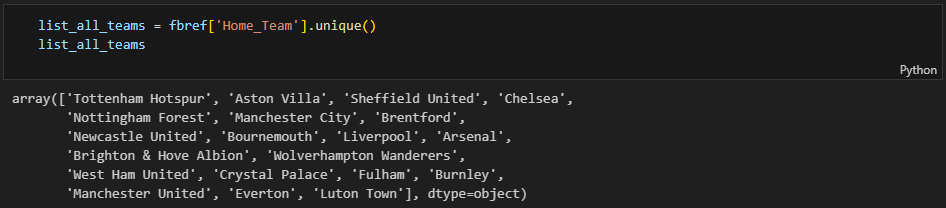 list_all_teams = fbref['Home_Team'].unique()
list_all_teams
Python
array(['Tottenham Hotspur', 'Aston Villa', 'Sheffield United', 'Chelsea',
'Nottingham Forest', 'Manchester City', 'Brentford',
'Newcastle United', 'Bournemouth', 'Liverpool', 'Arsenal',
'Brighton & Hove Albion', 'Wolverhampton Wanderers',
'West Ham United', 'Crystal Palace', 'Fulham', 'Burnley',
'Manchester United', 'Everton', 'Luton Town'], dtype=object)